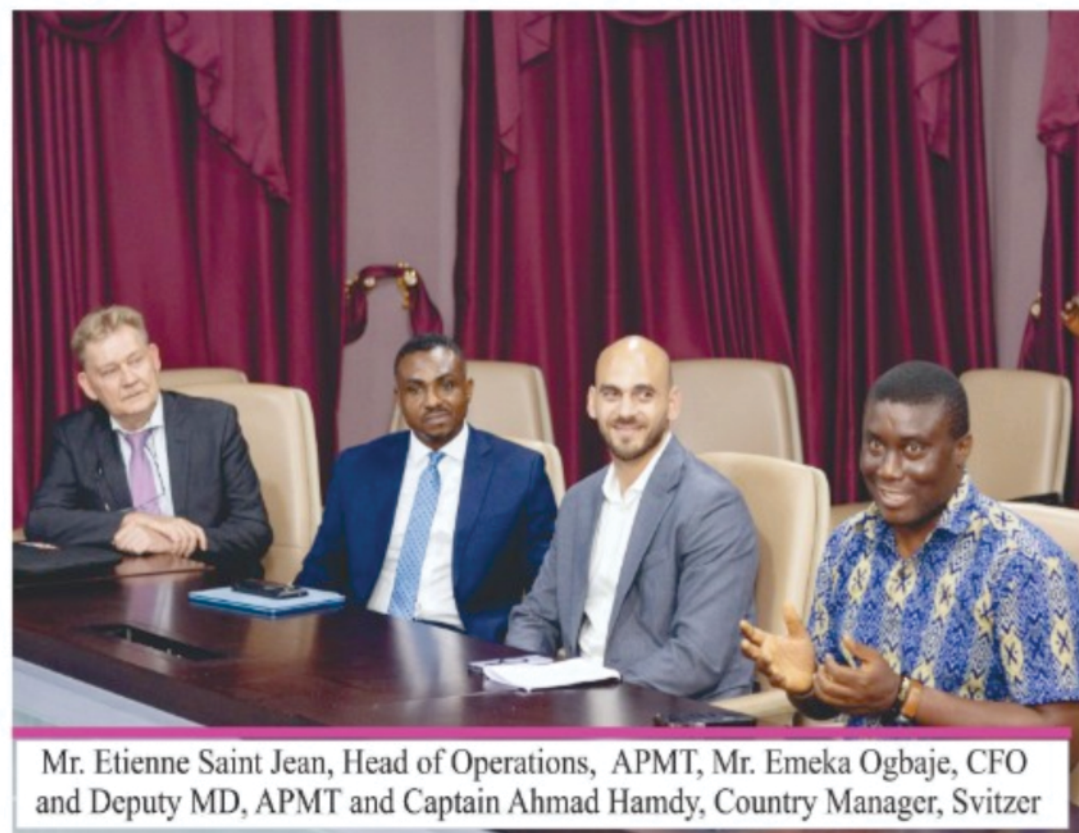 Mr. Etienne Saint Jean, Head of Operations, APMT, Mr. Emeka Ogbaje, CFO
and Deputy MD, APMT and Captain Ahmad Hamdy, Country Manager, Svitzer